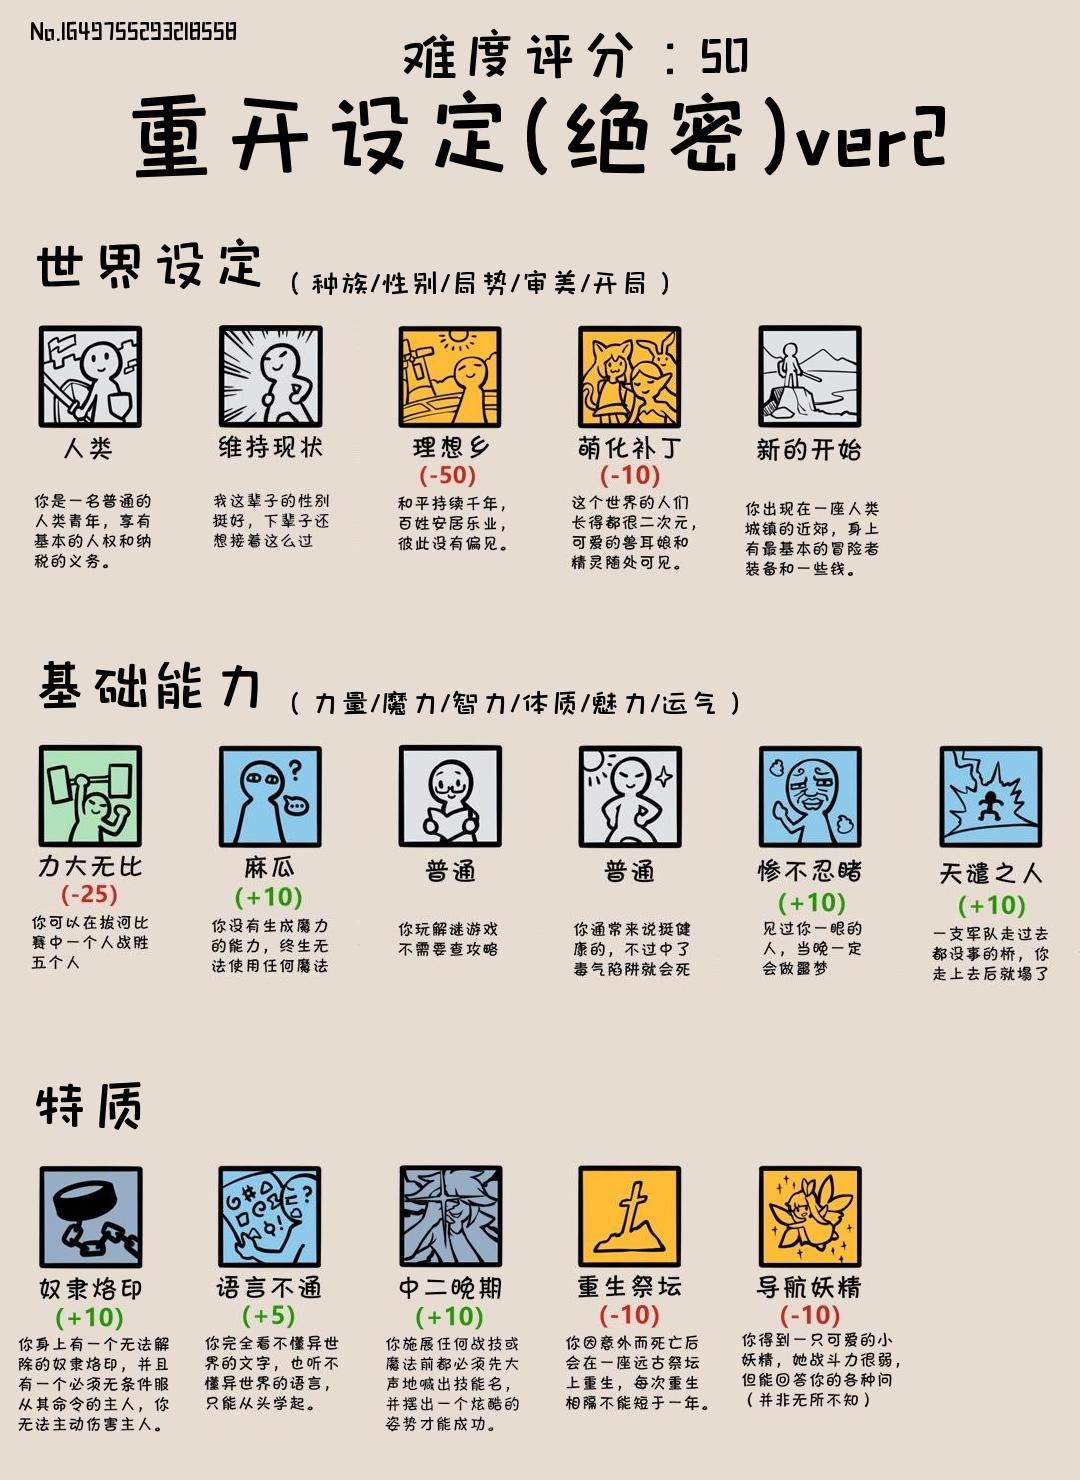 No.1649755293218558
难度评分：50
重开设定(绝密)ver2
世界设定（种族/性别/局势/审美/开局）
人类
你是一名普通的
人类青年，享有
基本的人权和纳
税的义务。
维持现状
我这辈子的性别
挺好，下辈子还
想接着这么过
理想乡
(-50)
和平持续千年，
百姓安居乐业，
彼此没有偏见。
萌化补丁
(-10)
这个世界的人们
长得都很二次元，
可爱的兽耳娘和
精灵随处可见。
新的开始
你出现在一座人类
城镇的近郊，身上
有最基本的冒险者
装备和一些钱。
基础能力（力量/魔力/智力/体质/魅力/运气）
力大无比
(-25)
你可以在拔河比
赛中一个人战胜
五个人
麻瓜
(+10)
你没有生成魔力
的能力，终生无
法使用任何魔法
普通
你玩解谜游戏
不需要查攻略
普通
你通常来说挺健
康的，不过中了
毒气陷阱就会死
惨不忍睹
(+10)
见过你一眼的
人，当晚一定
会做噩梦
天谴之人
(+10)
一支军队走过去
都没事的桥，你
走上去后就塌了
特质
奴隶烙印
(+10)
你身上有一个无法解
除的奴隶烙印，并且
有一个必须无条件服
从其命令的主人，你
无法主动伤害主人。
语言不通
(+5)
你完全看不懂异世
界的文字，也听不
懂异世界的语言，
只能从头学起。
中二晚期
(+10)
你施展任何战技或
魔法前都必须先大
声地喊出技能名，
并摆出一个炫酷的
姿势才能成功。
重生祭坛
(-10)
你因意外而死亡后
会在一座远古祭坛
上重生，每次重生
相隔不能短于一年。
导航妖精
(-10)
你得到一只可爱的小
妖精，她战斗力很弱，
但能回答你的各种问
（并非无所不知）